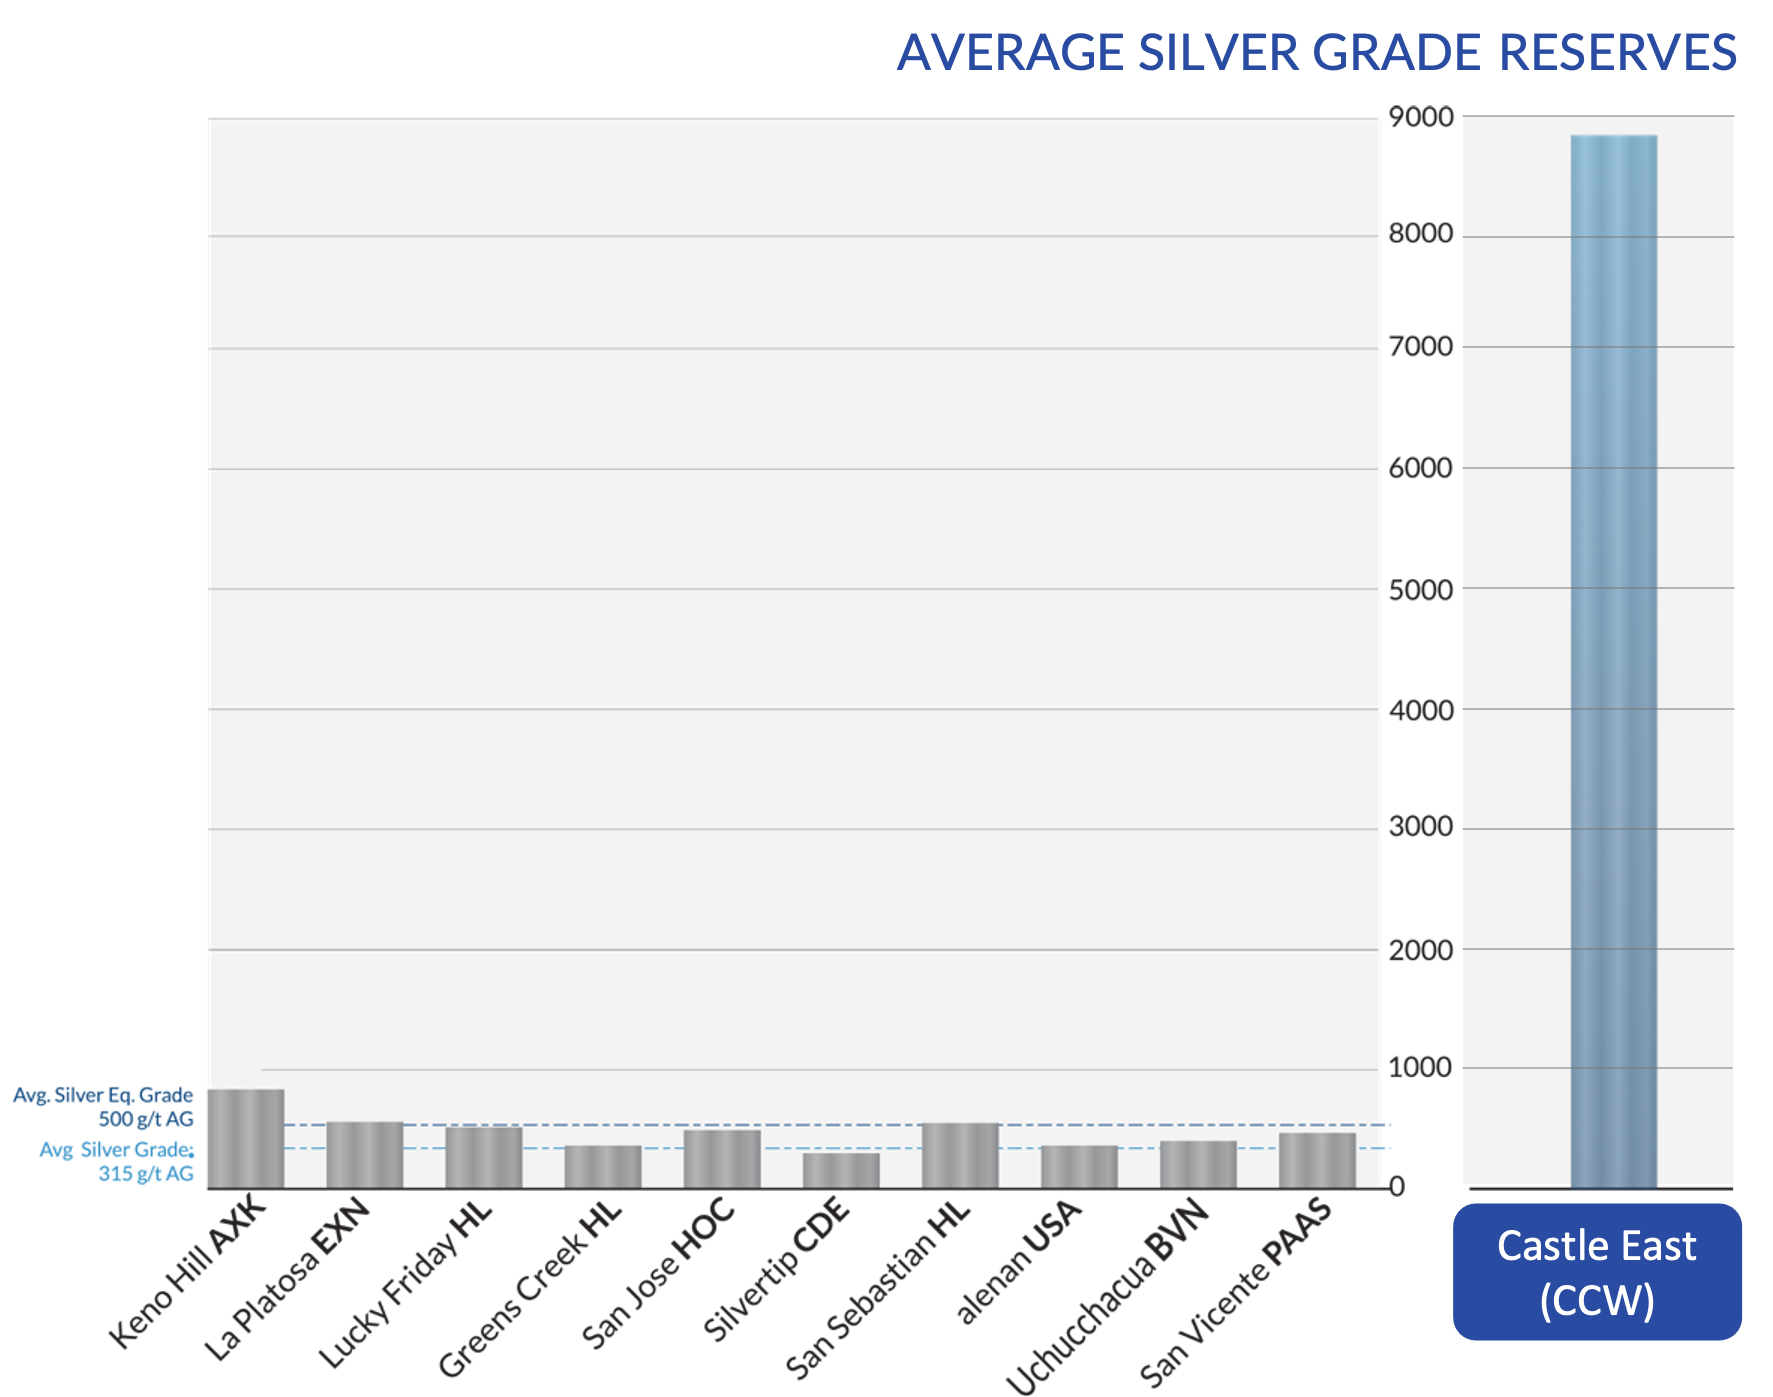 AVERAGE SILVER GRADE RESERVES
9000
8000
7000
6000
5000
4000
3000
2000
1000
0
Avg. Silver Eq. Grade
500 g/t AG
Avg Silver Grade:
315 g/t AG
Keno Hill AXK
La Platosa EXN
Lucky Friday HL
Greens Creek HL
San Jose HOC
Silvertip CDE
San Sebastian HL
alenan USA
Uchucchacua BVN
San Vicente PAAS
Castle East
(CCW)